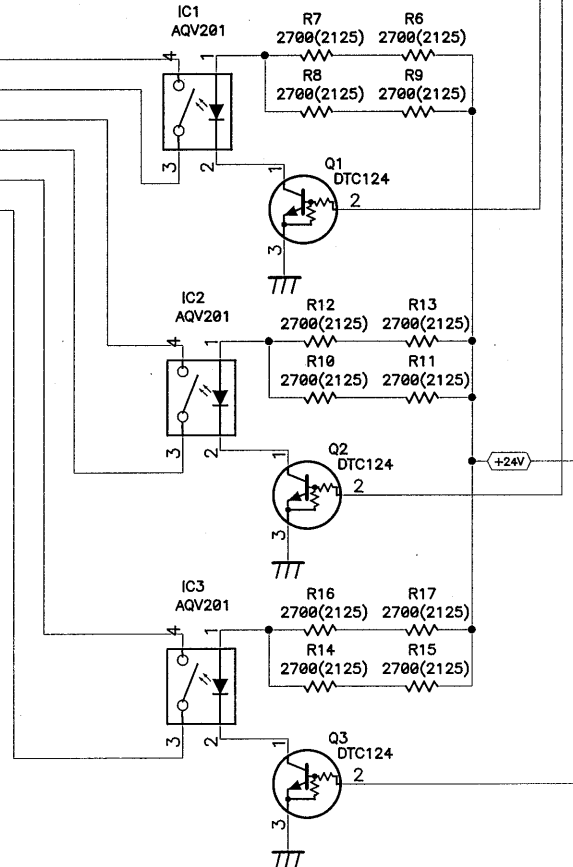 IC1
AQV201
R7 R6
2700(2125) 2700(2125)
4 1
R8 R9
2700(2125) 2700(2125)
3 2
1 Q1
DTC124
2
3
IC2
AQV201
R12 R13
2700(2125) 2700(2125)
4 1
R10 R11
2700(2125) 2700(2125)
3 2
1 Q2
DTC124
+24V
2
3
IC3
AQV201
R16 R17
2700(2125) 2700(2125)
4 1
R14 R15
2700(2125) 2700(2125)
3 2
1 Q3
DTC124
2
3